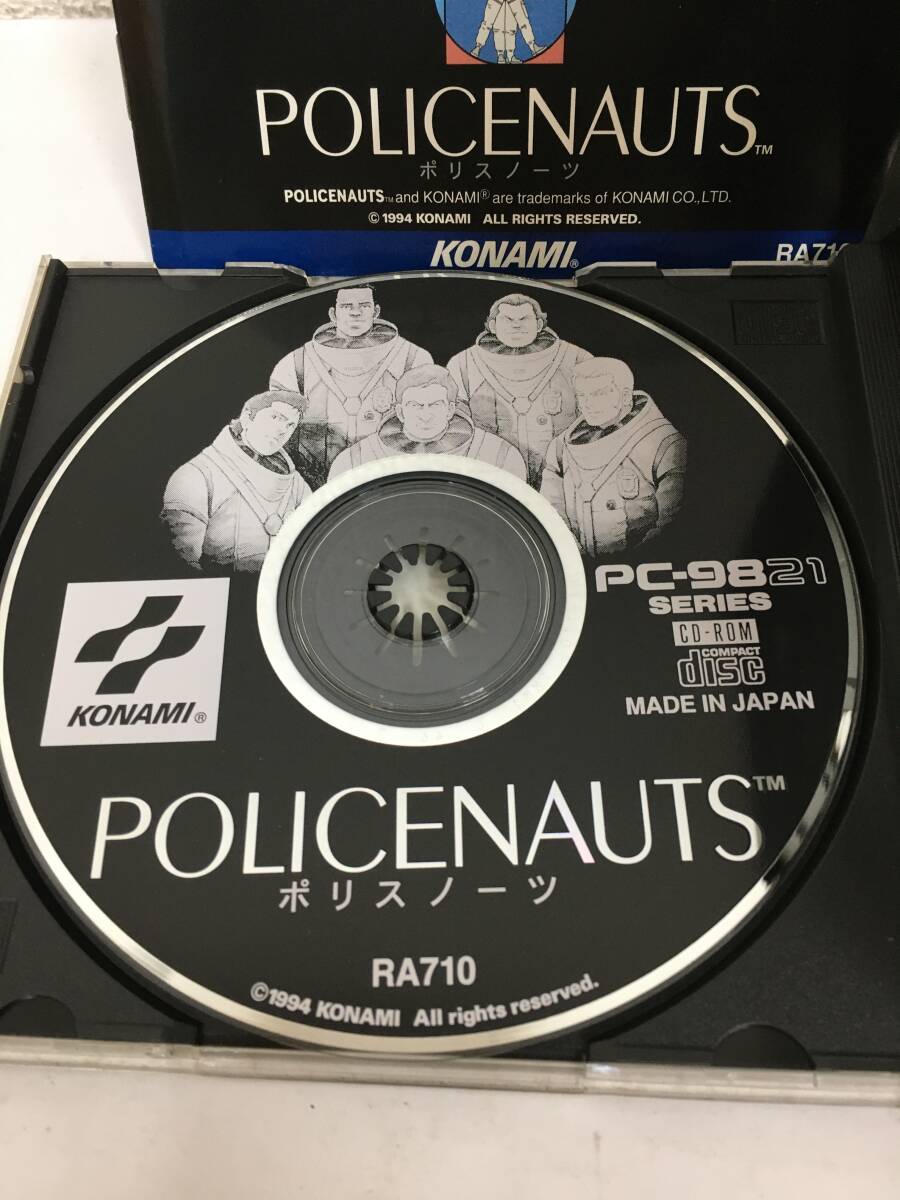 POLICENAUTS™
ポリスノーツ
POLICENAUTS™ and KONAMI® are trademarks of KONAMI CO.,LTD.
©1994 KONAMI ALL RIGHTS RESERVED.
KONAMI®
RA710
PC-9821
SERIES
CD-ROM
COMPACT
disc
MADE IN JAPAN
KONAMI®
POLICENAUTS™
ポリスノーツ
RA710
©1994 KONAMI All rights reserved.